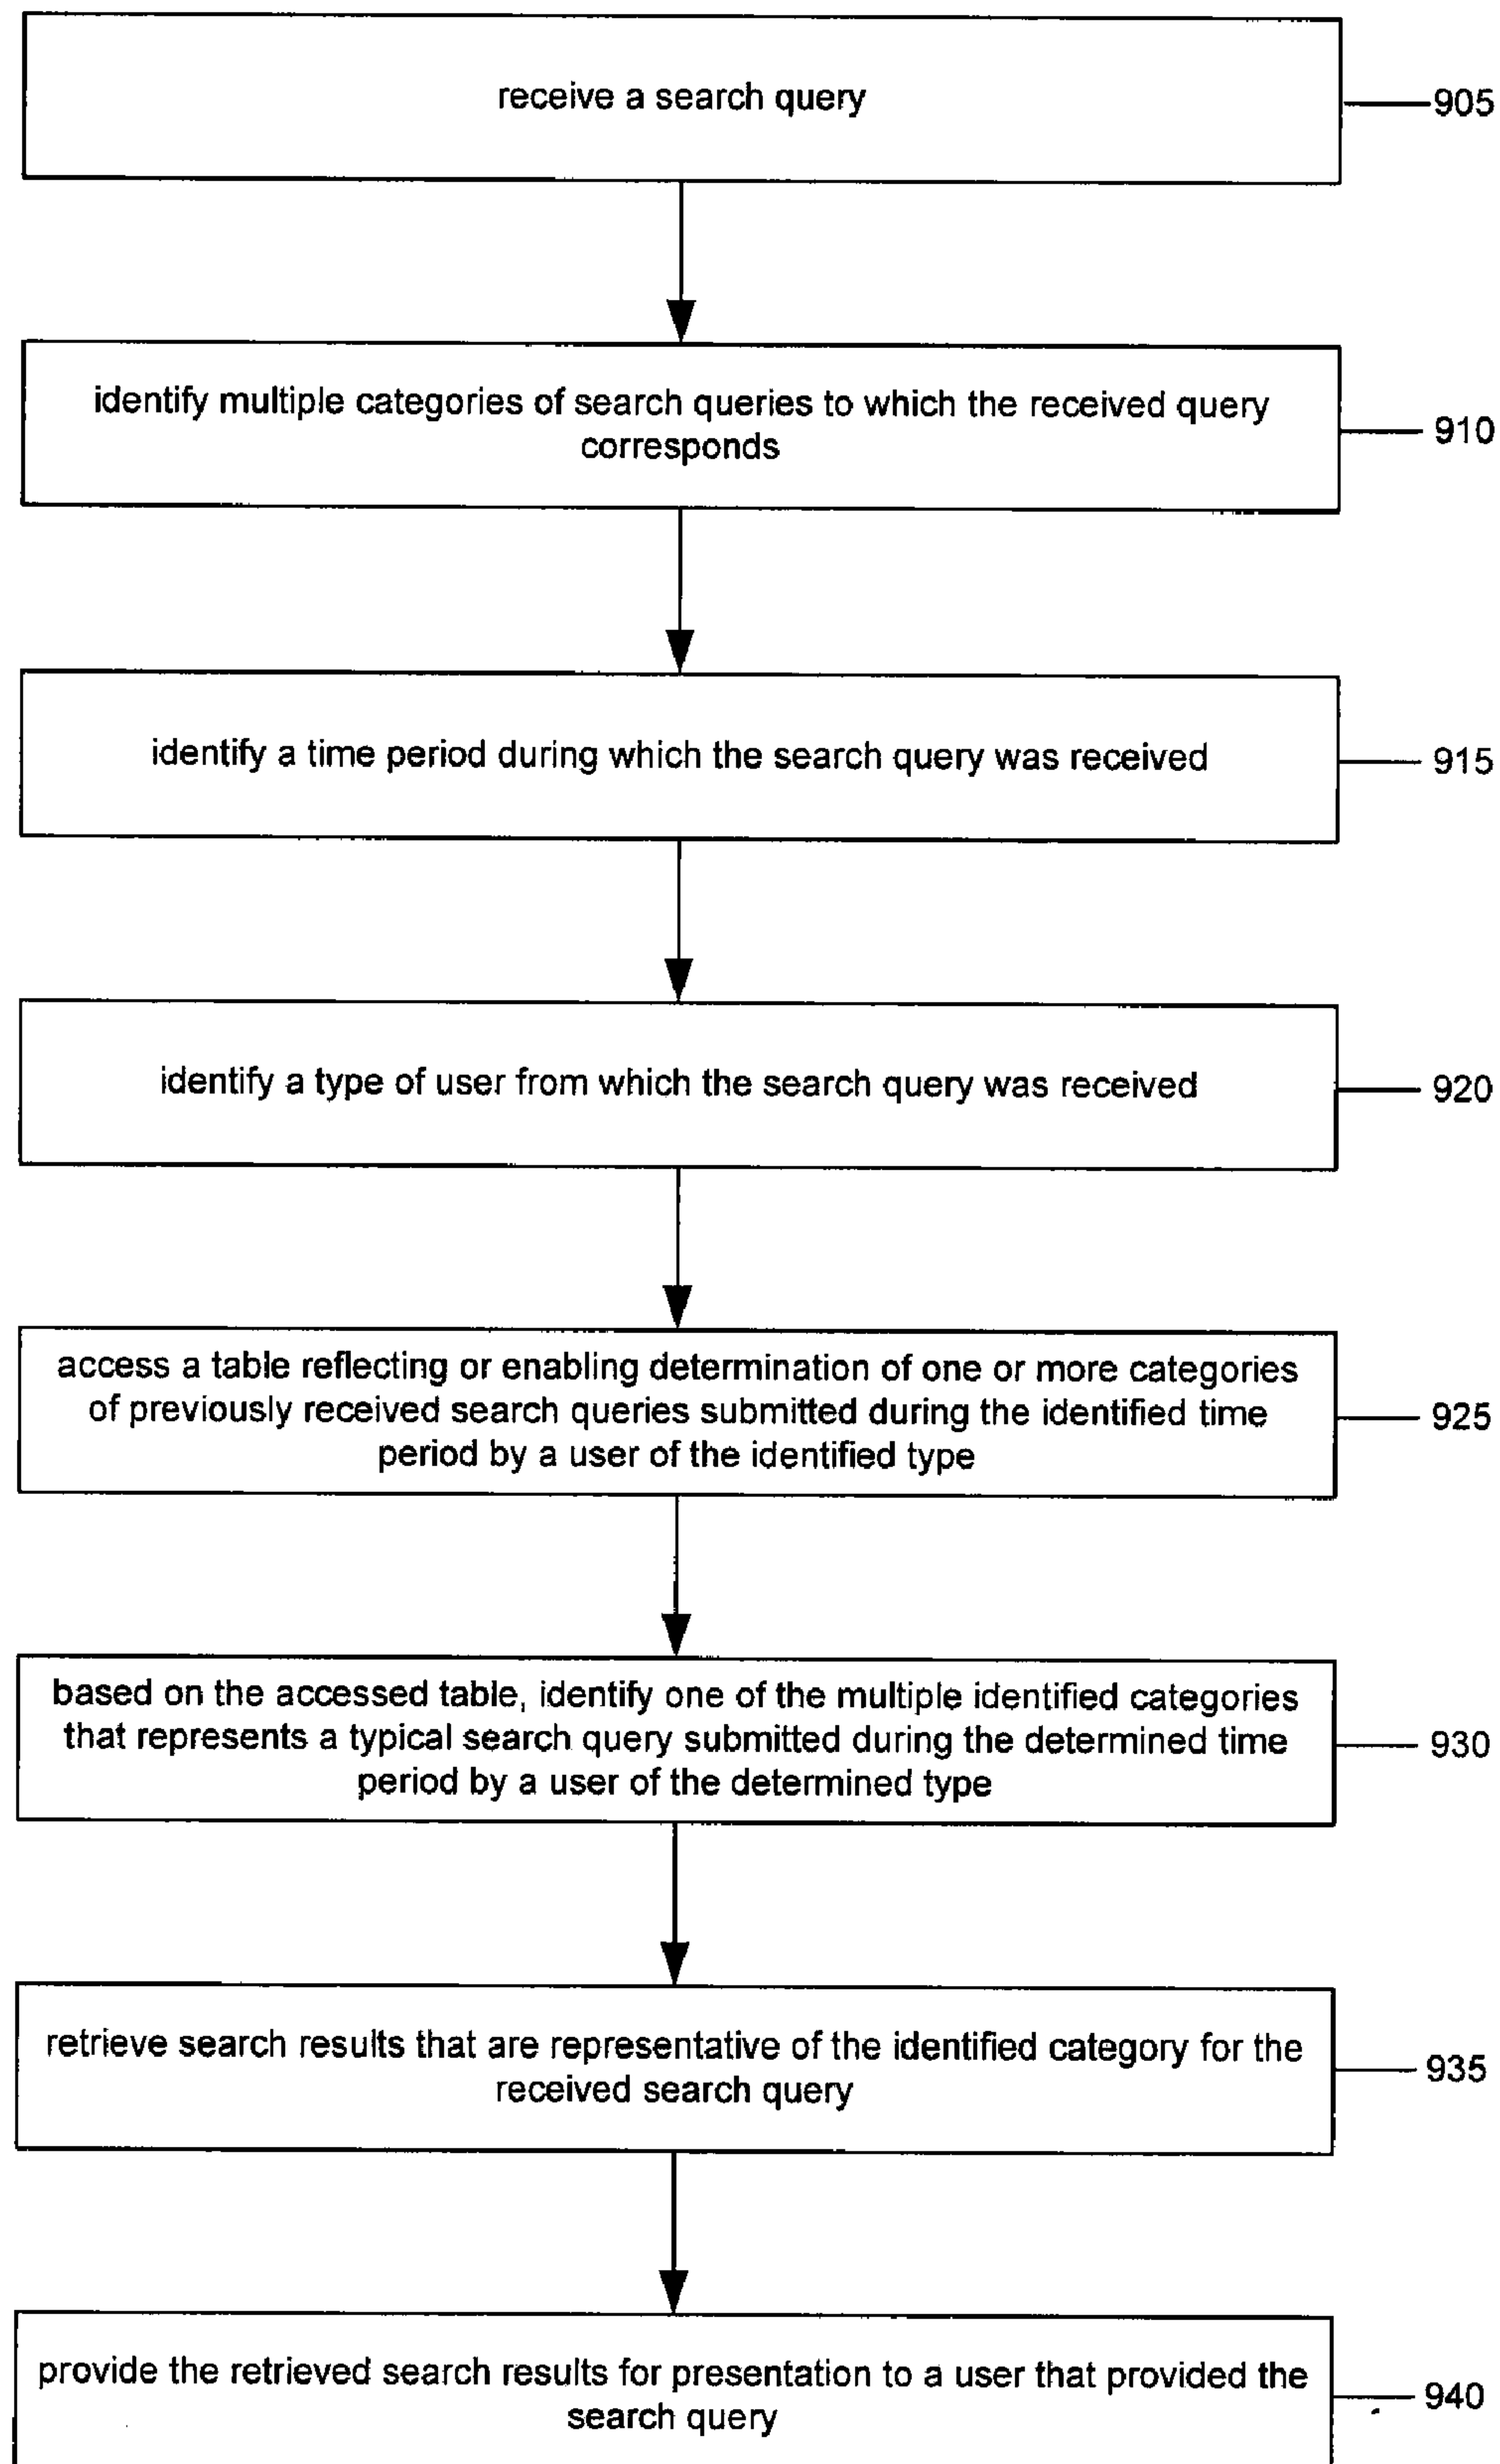 receive a search query
905
identify multiple categories of search queries to which the received query
corresponds
910
identify a time period during which the search query was received
915
identify a type of user from which the search query was received
920
access a table reflecting or enabling determination of one or more categories
of previously received search queries submitted during the identified time
period by a user of the identified type
925
based on the accessed table, identify one of the multiple identified categories
that represents a typical search query submitted during the determined time
period by a user of the determined type
930
retrieve search results that are representative of the identified category for the
received search query
935
provide the retrieved search results for presentation to a user that provided the
search query
940